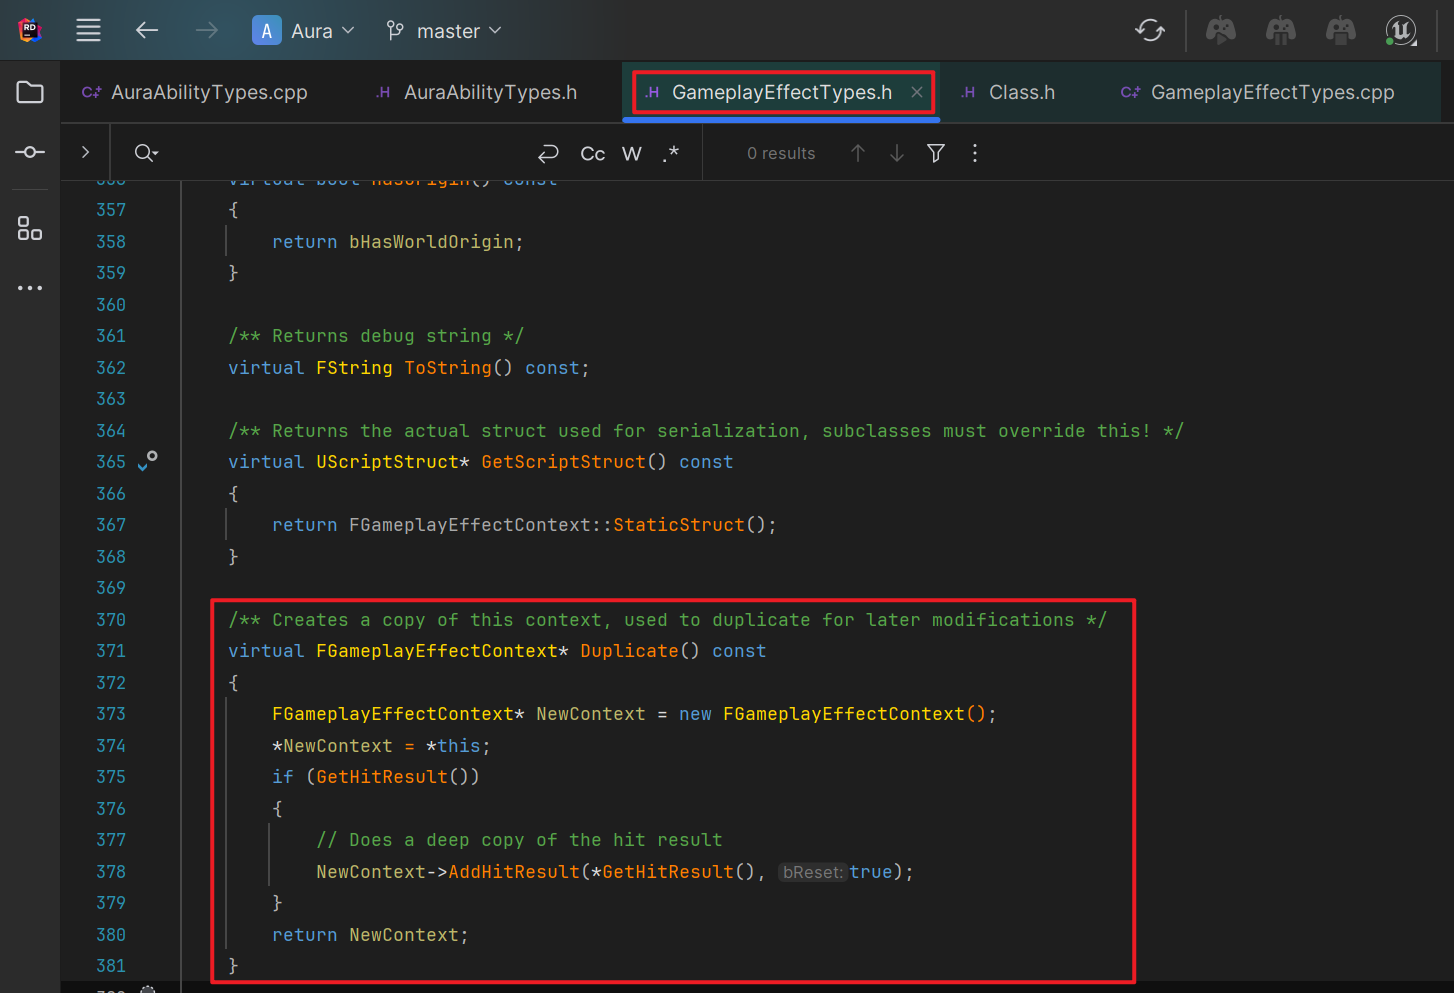 RD
A Aura master
C+ AuraAbilityTypes.cpp .H AuraAbilityTypes.h .H GameplayEffectTypes.h × .H Class.h C+ GameplayEffectTypes.cpp
Cc W .* 0 results
virtual bool HasOrigin() const
357 {
358 return bHasWorldOrigin;
359 }
360
361 /** Returns debug string */
362 virtual FString ToString() const;
363
364 /** Returns the actual struct used for serialization, subclasses must override this! */
365 virtual UScriptStruct* GetScriptStruct() const
366 {
367 return FGameplayEffectContext::StaticStruct();
368 }
369
370 /** Creates a copy of this context, used to duplicate for later modifications */
371 virtual FGameplayEffectContext* Duplicate() const
372 {
373 FGameplayEffectContext* NewContext = new FGameplayEffectContext();
374 *NewContext = *this;
375 if (GetHitResult())
376 {
377 // Does a deep copy of the hit result
378 NewContext->AddHitResult(*GetHitResult(), bReset: true);
379 }
380 return NewContext;
381 }